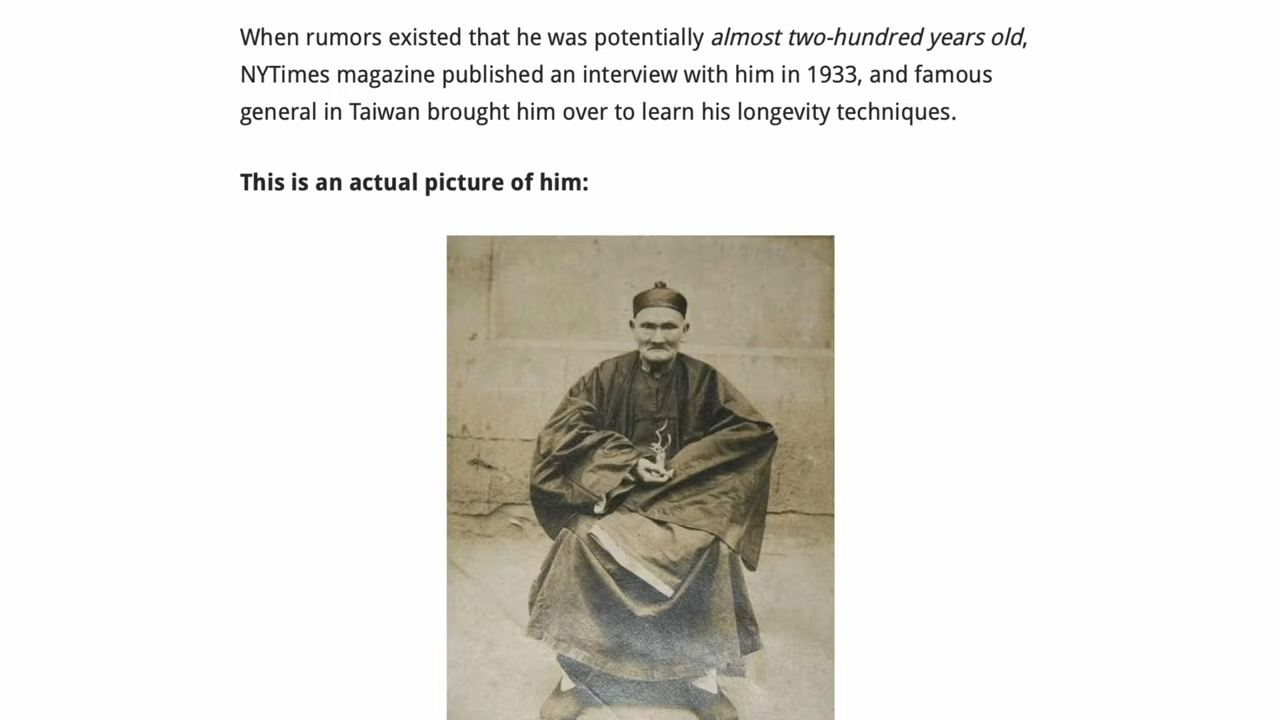 When rumors existed that he was potentially almost two-hundred years old,
NYTimes magazine published an interview with him in 1933, and famous
general in Taiwan brought him over to learn his longevity techniques.
This is an actual picture of him: